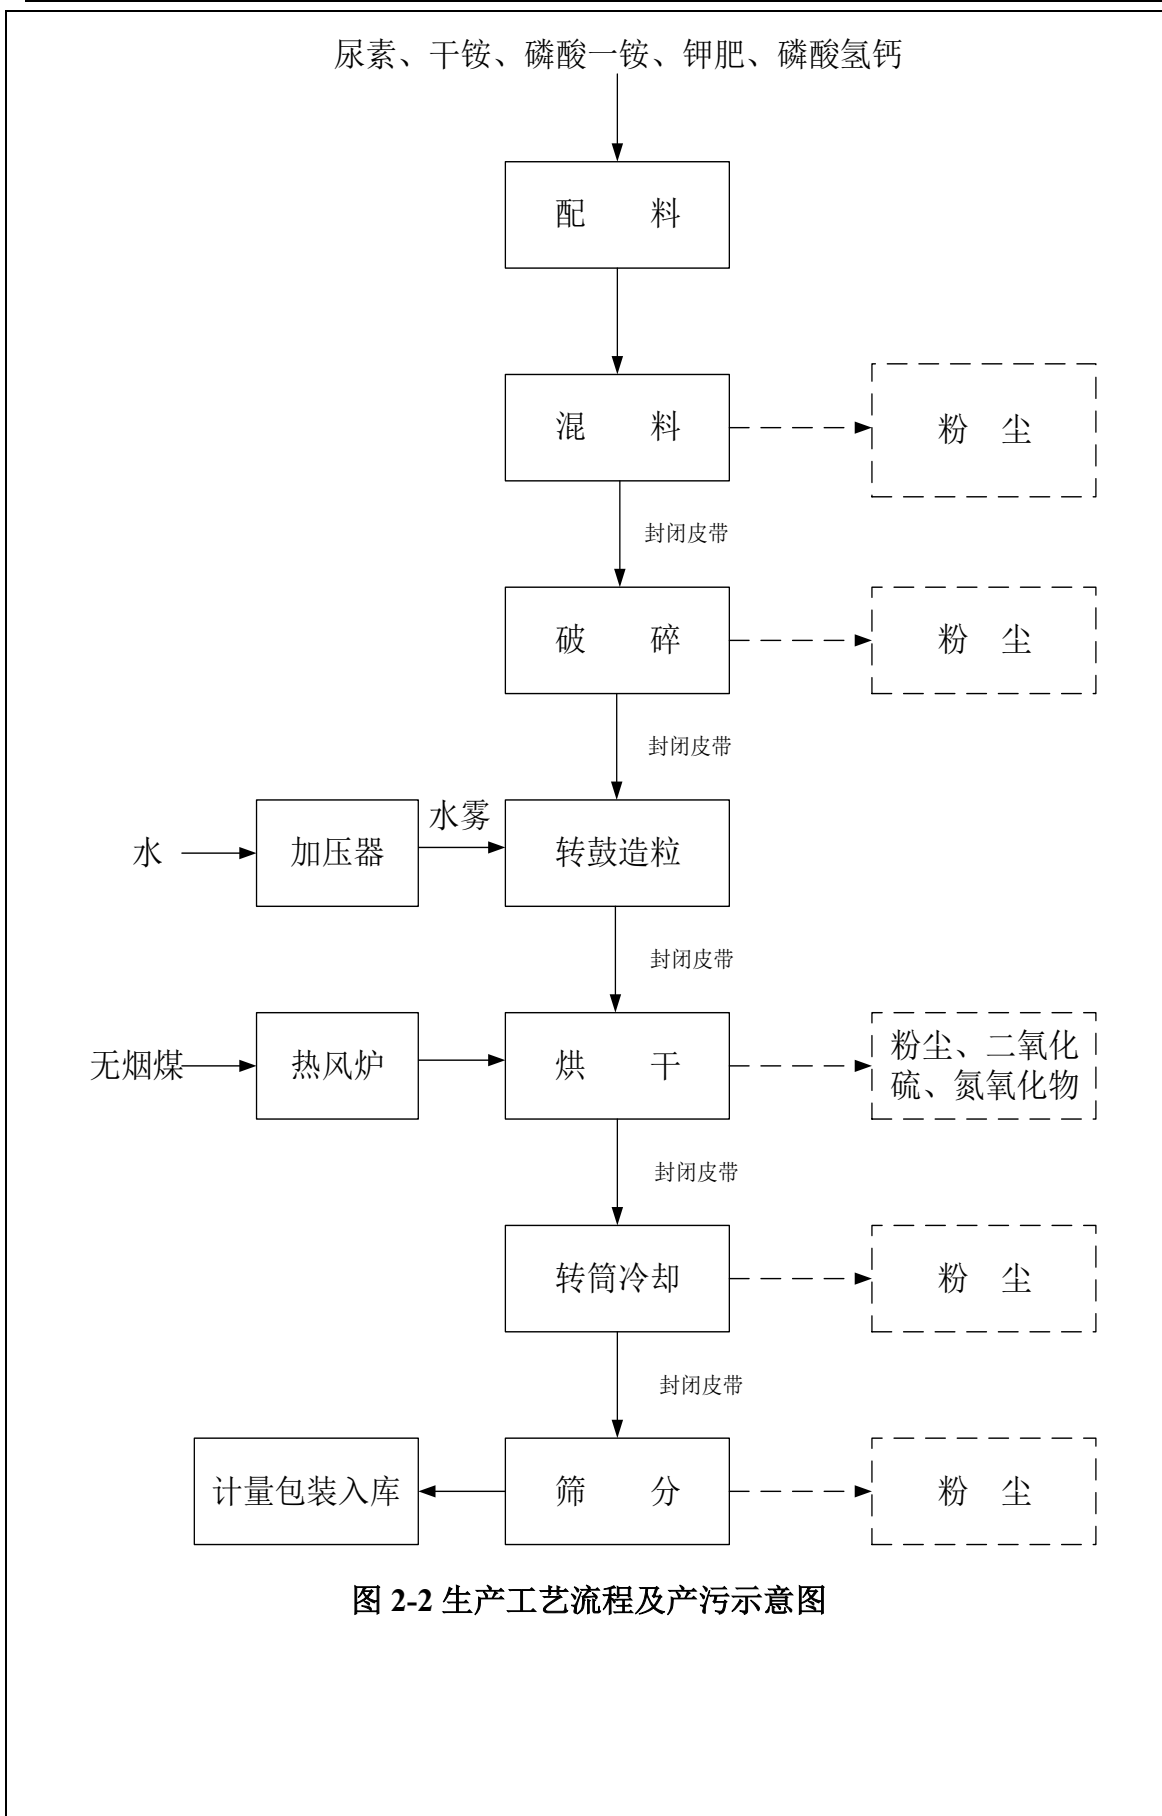 尿素、干铵、磷酸一铵、钾肥、磷酸氢钙
配 料
混 料
粉 尘
封闭皮带
破 碎
粉 尘
封闭皮带
水
加压器
水雾
转鼓造粒
封闭皮带
无烟煤
热风炉
烘 干
粉尘、二氧化
硫、氮氧化物
封闭皮带
转筒冷却
粉 尘
封闭皮带
计量包装入库
筛 分
粉 尘
图 2-2 生产工艺流程及产污示意图